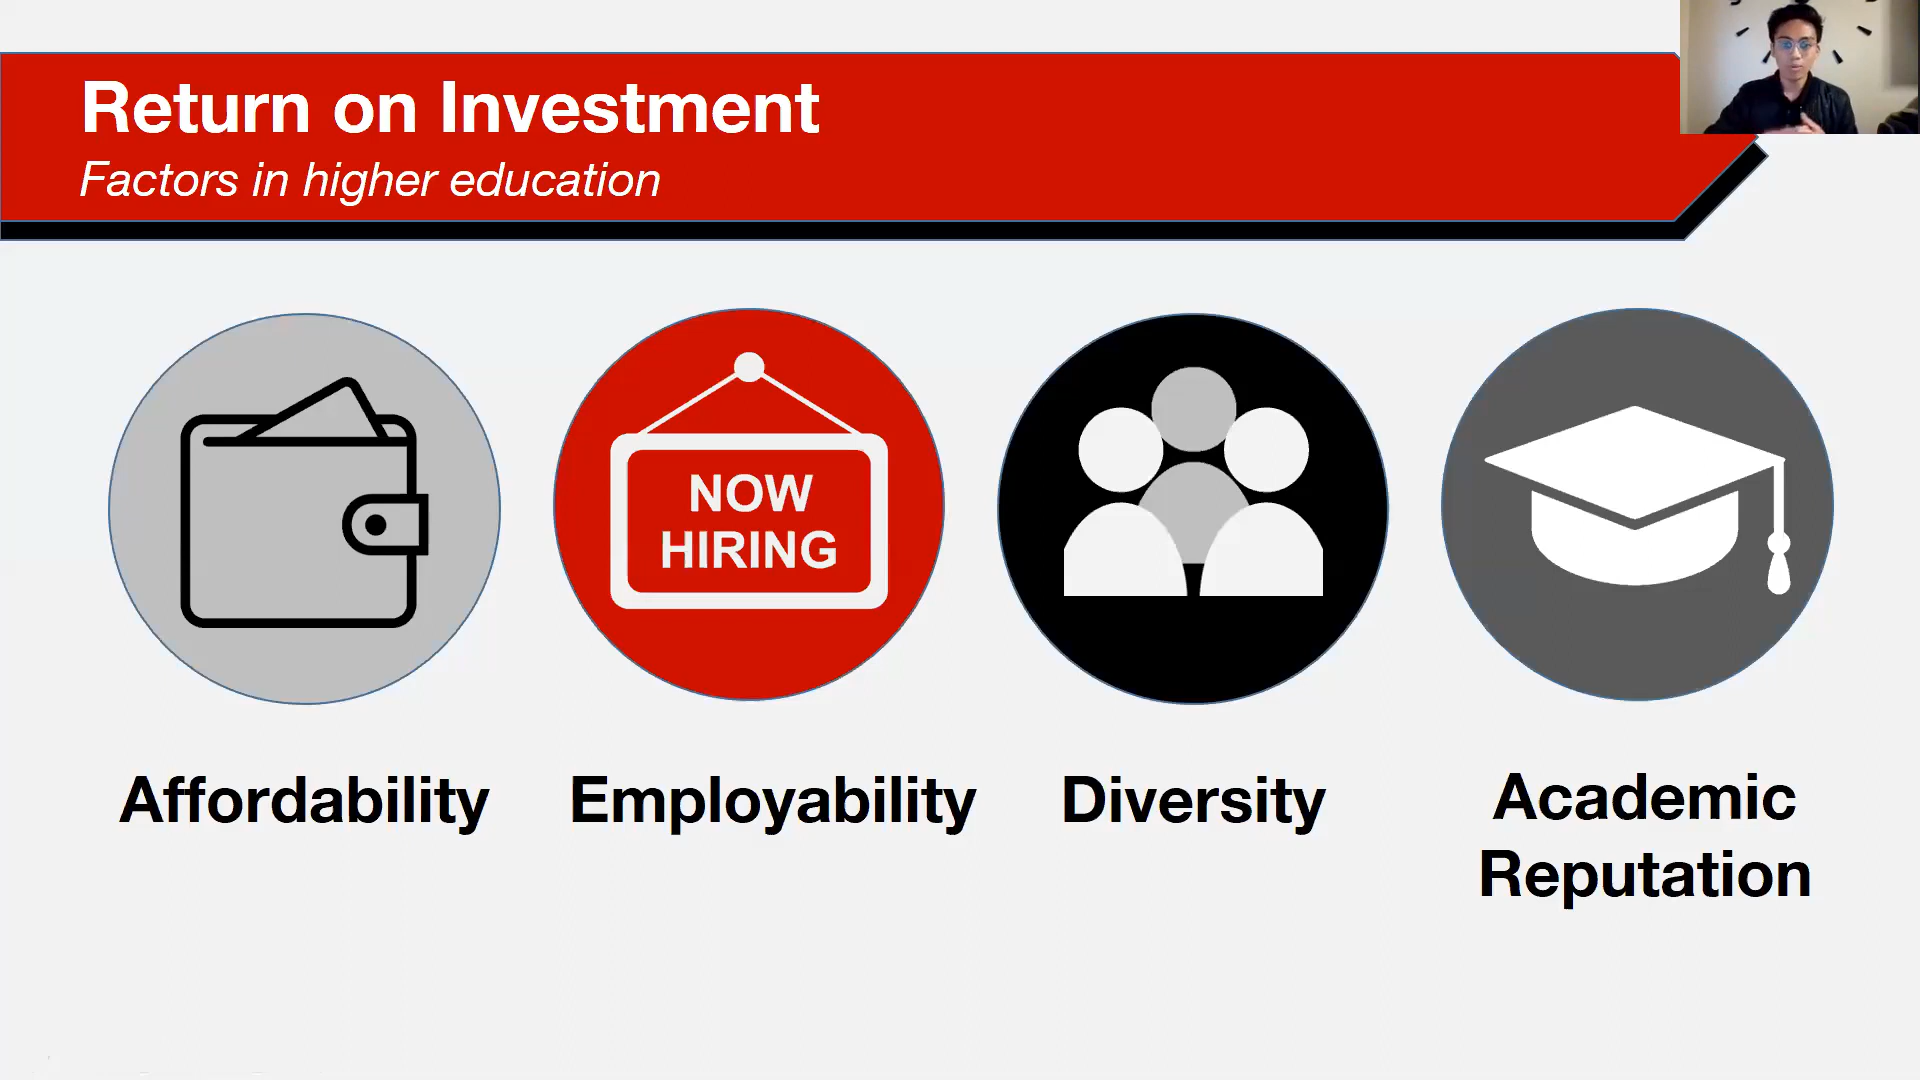 Return on Investment
Factors in higher education
NOW
HIRING
Affordability
Employability
Diversity
Academic
Reputation